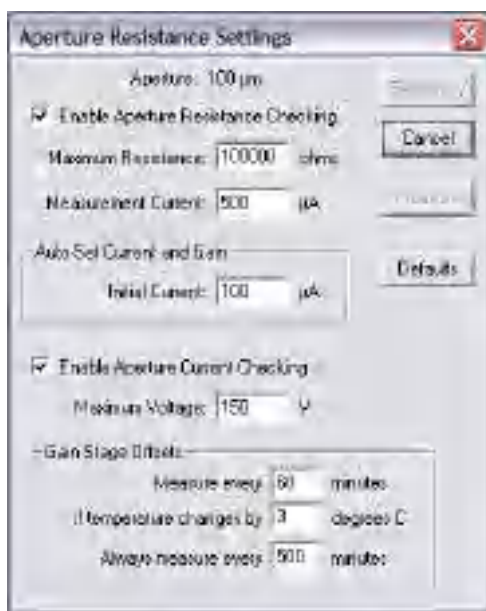 Aperture Resistance Settings
Aperture: 100 µm
Enable Aperture Resistance Checking
Cancel
Maximum Resistance: 100000 ohms
Measurement Current: 500 µA
Auto-Set Current and Gain
Defaults
Initial Current: 100 µA
Enable Aperture Current Checking
Maximum Voltage: 150 V
Gain Stage Offsets
Measure every 60 minutes
If temperature changes by 3 degrees C
Always measure every 500 minutes